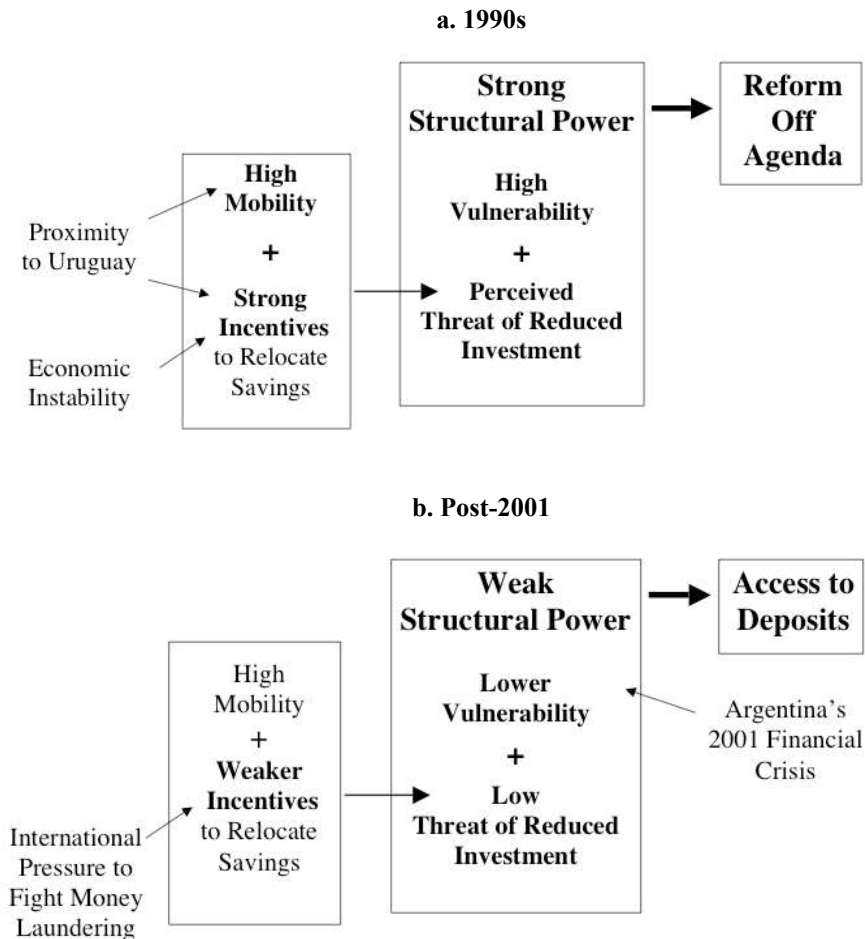 a. 1990s
Proximity
to Uruguay
Economic
Instability
High
Mobility
+
Strong
Incentives
to Relocate
Savings
Strong
Structural Power
High
Vulnerability
+
Perceived
Threat of Reduced
Investment
Reform
Off
Agenda
b. Post-2001
International
Pressure to
Fight Money
Laundering
High
Mobility
+
Weaker
Incentives
to Relocate
Savings
Weak
Structural Power
Lower
Vulnerability
+
Low
Threat of Reduced
Investment
Access to
Deposits
Argentina's
2001 Financial
Crisis